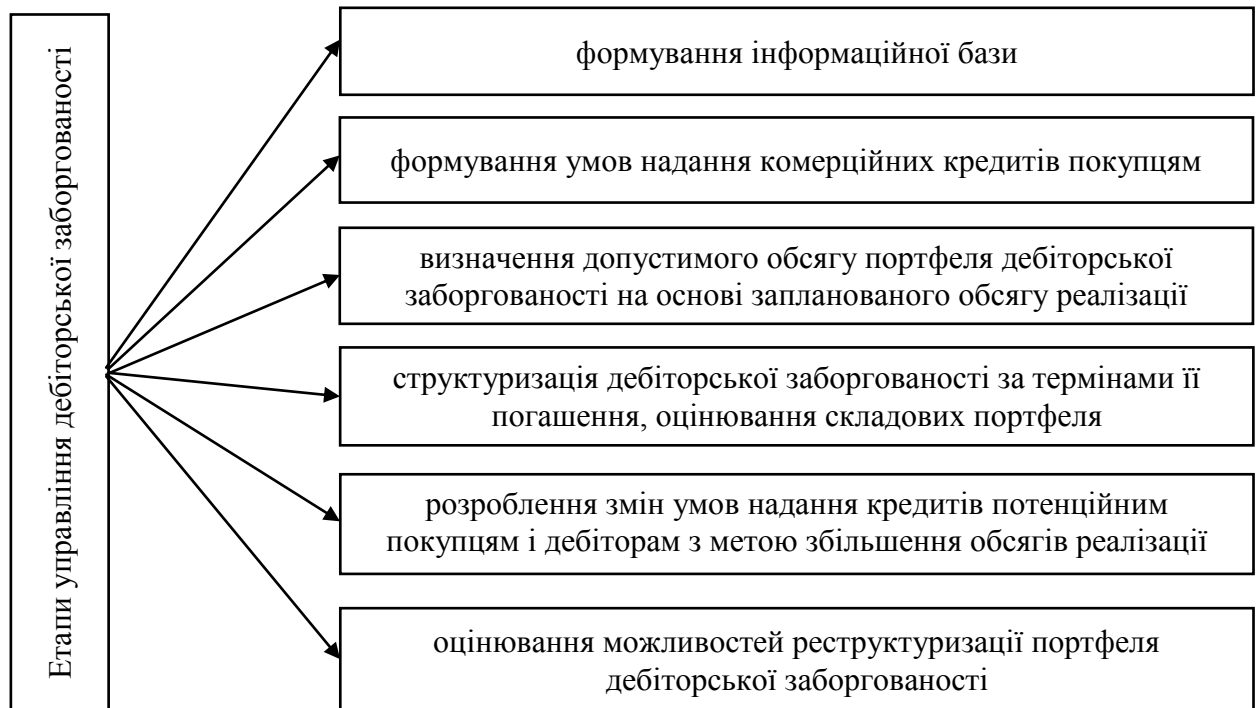 Етапи управління дебіторської заборгованості
формування інформаційної бази
формування умов надання комерційних кредитів покупцям
визначення допустимого обсягу портфеля дебіторської
заборгованості на основі запланованого обсягу реалізації
структуризація дебіторської заборгованості за термінами її
погашення, оцінювання складових портфеля
розроблення змін умов надання кредитів потенційним
покупцям і дебіторам з метою збільшення обсягів реалізації
оцінювання можливостей реструктуризації портфеля
дебіторської заборгованості